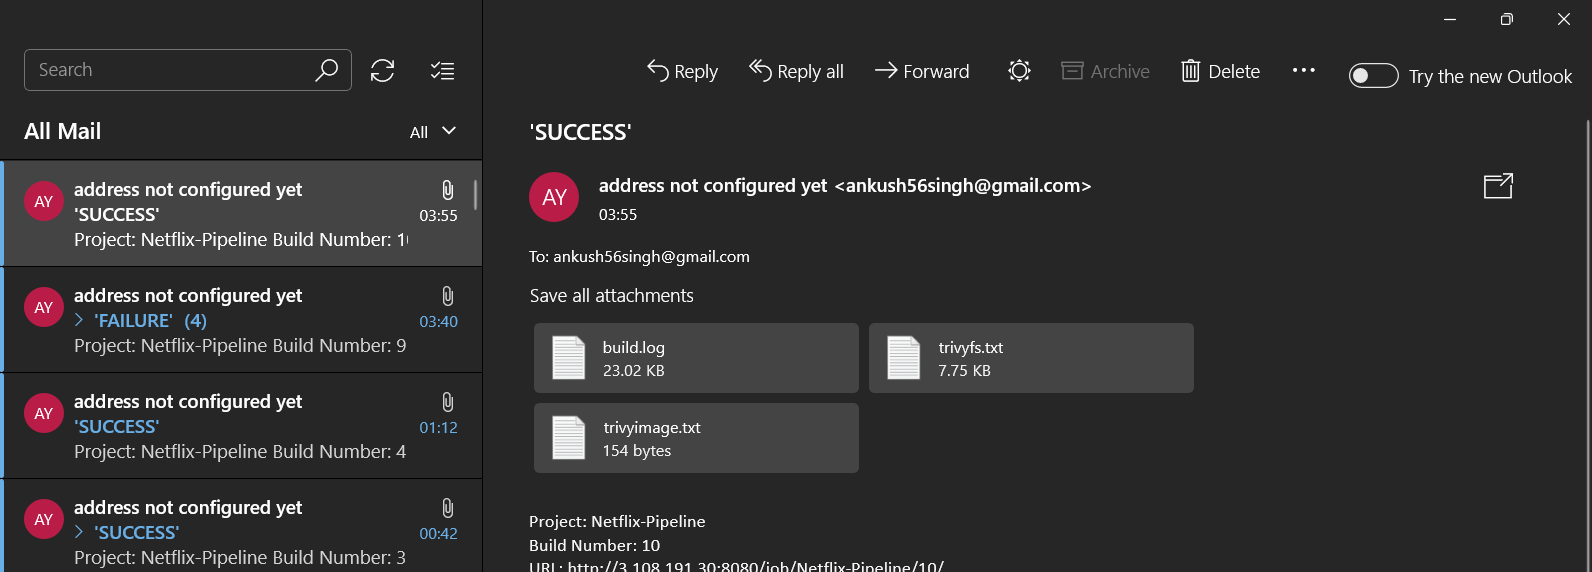 Search
All Mail
All
AY
address not configured yet
'SUCCESS'
03:55
Project: Netflix-Pipeline Build Number: 1
AY
address not configured yet
'FAILURE' (4)
03:40
Project: Netflix-Pipeline Build Number: 9
AY
address not configured yet
'SUCCESS'
01:12
Project: Netflix-Pipeline Build Number: 4
AY
address not configured yet
'SUCCESS'
00:42
Project: Netflix-Pipeline Build Number: 3
Reply
Reply all
Forward
Archive
Delete
Try the new Outlook
'SUCCESS'
AY
address not configured yet <ankush56singh@gmail.com>
03:55
To: ankush56singh@gmail.com
Save all attachments
build.log
23.02 KB
trivyfs.txt
7.75 KB
trivyimage.txt
154 bytes
Project: Netflix-Pipeline
Build Number: 10
URL: http://3.108.191.30:8080/job/Netflix-Pipeline/10/